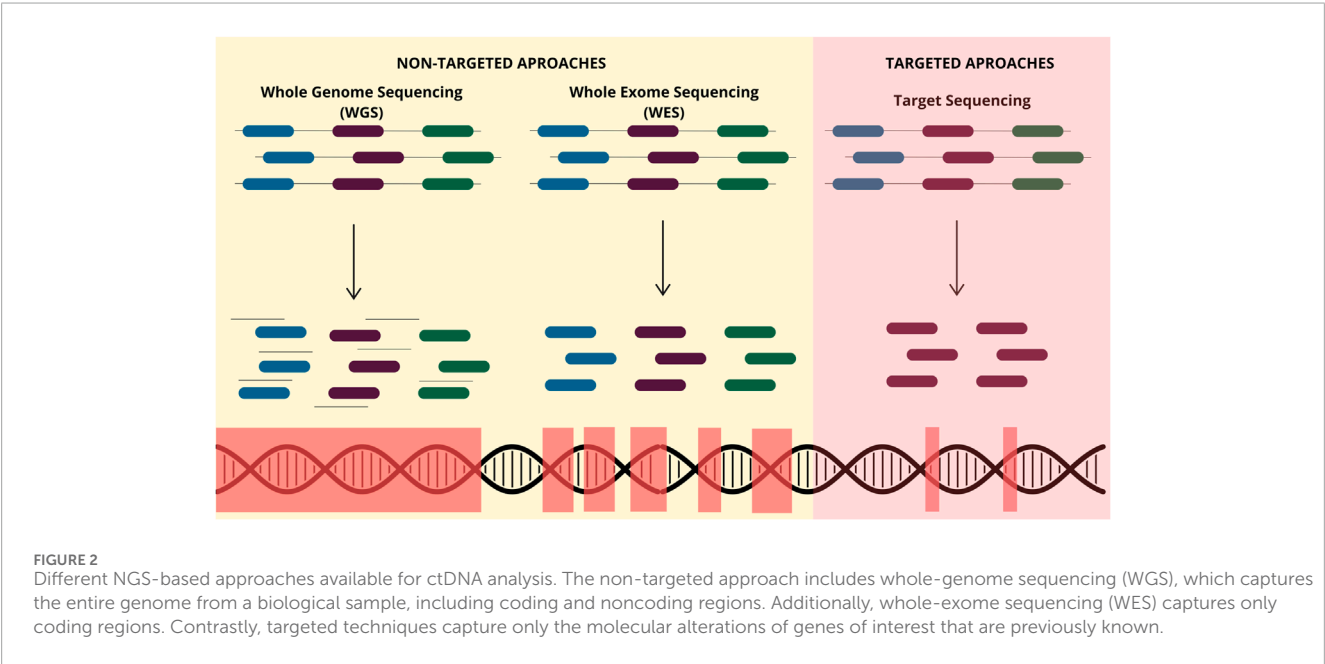 NON-TARGETED APROACHES
TARGETED APROACHES
Whole Genome Sequencing
(WGS)
Whole Exome Sequencing
(WES)
Target Sequencing
FIGURE 2
Different NGS-based approaches available for ctDNA analysis. The non-targeted approach includes whole-genome sequencing (WGS), which captures
the entire genome from a biological sample, including coding and noncoding regions. Additionally, whole-exome sequencing (WES) captures only
coding regions. Contrastly, targeted techniques capture only the molecular alterations of genes of interest that are previously known.